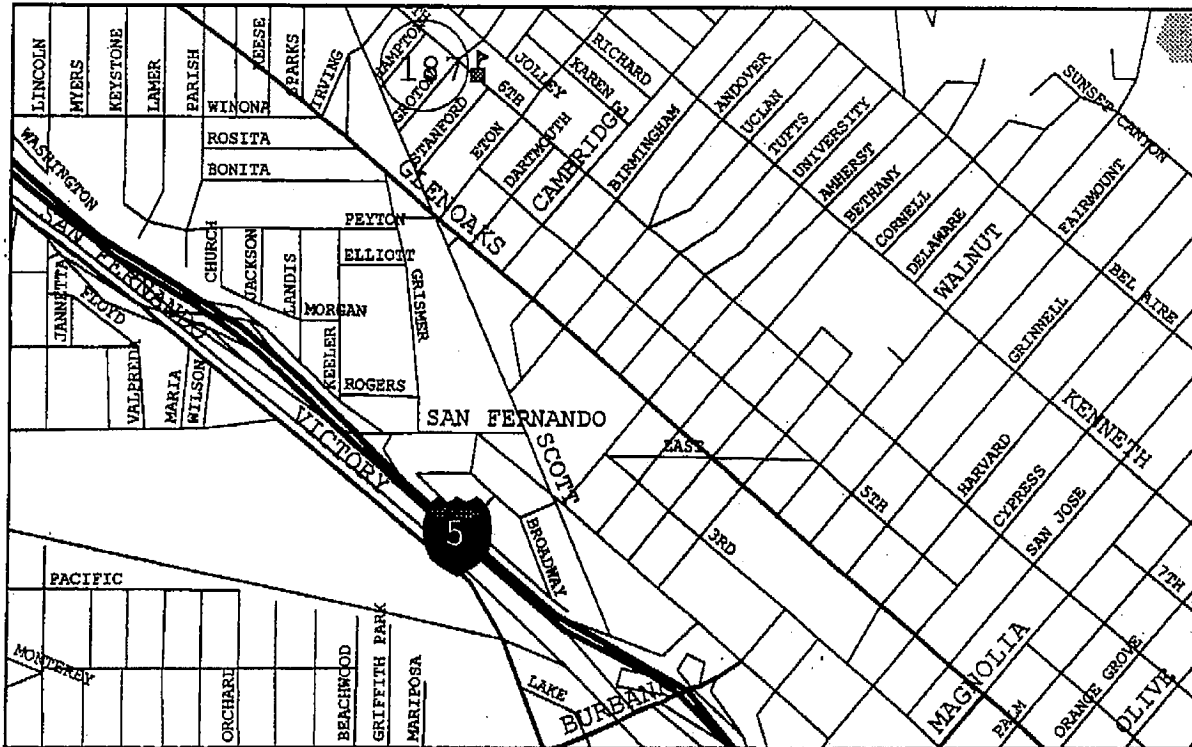 LINCOLN
MYERS
KEYSTONE
LAMER
PARISH
REESE
SPARKS
IRVING
HAMPTON
GROTON
187
STANFORD
6TH
JOLLEY
KAREN
RICHARD
ETON
DARTMOUTH
CAMBRIDGE
BIRMINGHAM
ANDOVER
UCLAN
TUFTS
UNIVERSITY
AMHERST
BETHANY
CORNELL
DELAWARE
WALNUT
SUNSET CANYON
FAIRMOUNT
BEL AIRE
WINONA
ROSITA
BONITA
WASHINGTON
PEYTON
GLENOAKS
SAN FERNANDO
CHURCH
JACKSON
LANDIS
ELLIOTT
GRISMER
JANNETTA
FLOYD
MORGAN
KEELER
ROGERS
VALPREDA
MARIA
WILSON
GRINNELL
KENNETH
VICTORY
SAN FERNANDO
SCOTT
EAST
5TH
HARVARD
CYPRESS
SAN JOSE
7TH
3RD
5
BROADWAY
PACIFIC
MONTEREY
ORCHARD
BEACHWOOD
GRIFFITH PARK
MARIPOSA
LAKE
BURBANK
MAGNOLIA
PALM
ORANGE GROVE
OLIVE